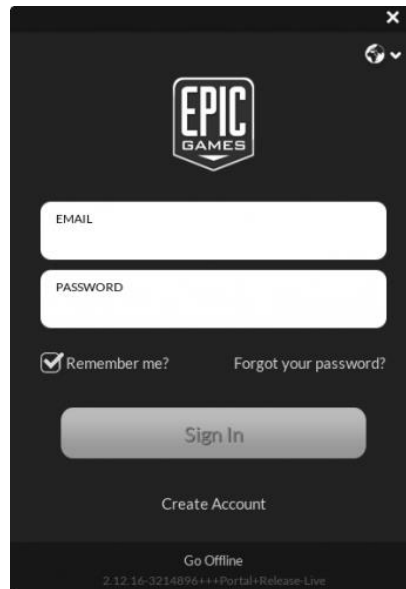 EPIC
GAMES
EMAIL
PASSWORD
Remember me? Forgot your password?
Sign In
Create Account
Go Offline
2.12.16-3214896+++Portal+Release-Live